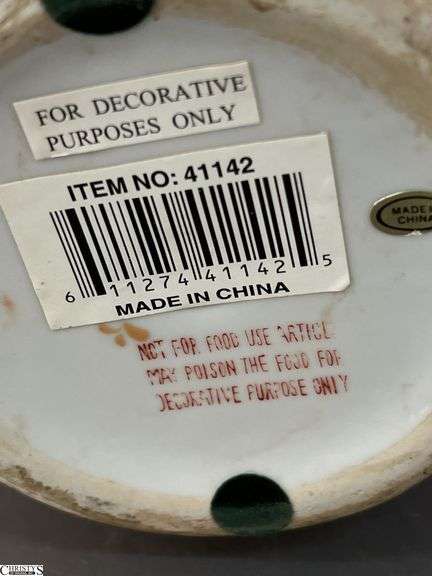 FOR DECORATIVE
PURPOSES ONLY
ITEM NO: 41142
6 11274 41142 5
MADE IN CHINA
MADE IN
CHINA
NOT FOR FOOD USE ARTICLE
MAY POISON THE FOOD FOR
DECORATIVE PURPOSE ONLY
CHRISTY'S